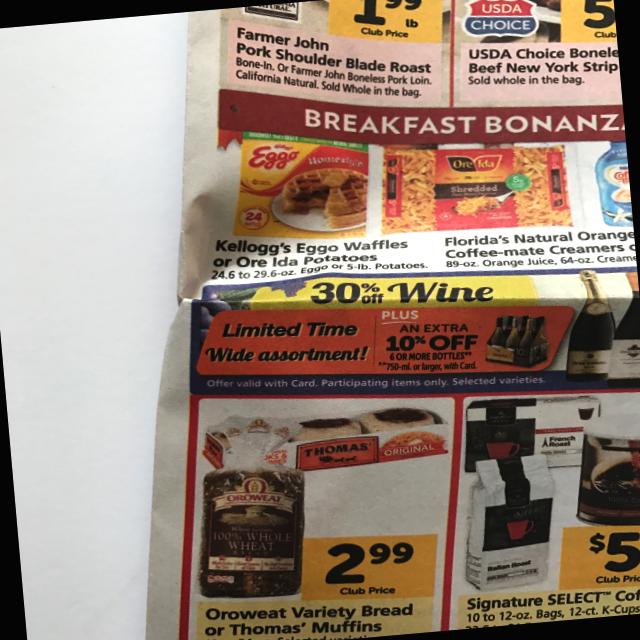 NATURAL
1 99 lb
Club Price
USDA
CHOICE
5
Club
Farmer John
Pork Shoulder Blade Roast
Bone-In. Or Farmer John Boneless Pork Loin.
California Natural. Sold Whole in the bag.
USDA Choice Bonele
Beef New York Strip
Sold whole in the bag.
BREAKFAST BONANZ
Eggo
Homestyle
24
Ore Ida
Shredded
Kellogg's Eggo Waffles
or Ore Ida Potatoes
24.6 to 29.6-oz. Eggo or 5-lb. Potatoes.
Florida's Natural Orange
Coffee-mate Creamers o
89-oz. Orange Juice, 64-oz. Creame
30% off Wine
Limited Time
Wide assortment!
PLUS
AN EXTRA
10% OFF
6 OR MORE BOTTLES**
**750-ml. or larger, with Card.
Offer valid with Card. Participating items only. Selected varieties.
THOMAS'
ORIGINAL
OROWEAT
100% WHOLE
WHEAT
2 99
Club Price
French
Roast
Italian Roast
$5
Club Pric
Oroweat Variety Bread
or Thomas' Muffins
Signature SELECT™ Cof
10 to 12-oz. Bags, 12-ct. K-Cups